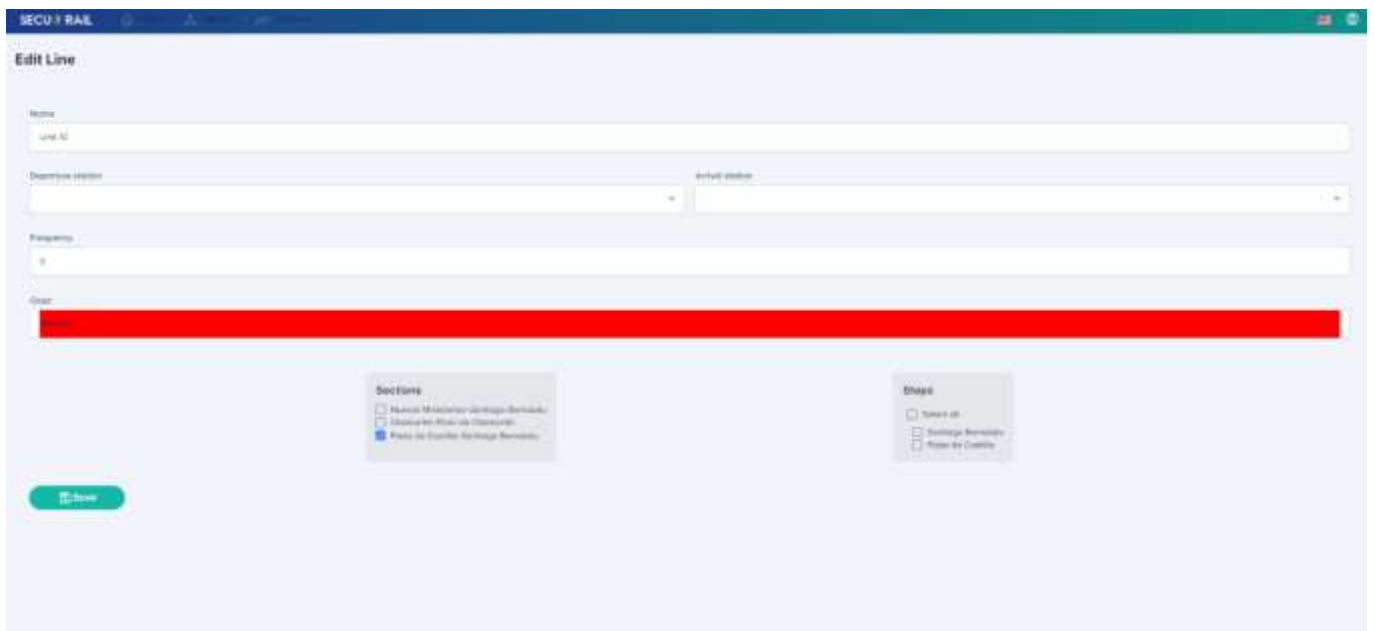 SECU RAIL
Edit Line
Name
Line 10
Departure station
Arrival station
Frequency
Color
Sections
Nuevos Ministerios-Santiago Bernabéu
Plaza de Castilla-Santiago Bernabéu
Stops
Select all
Santiago Bernabéu
Plaza de Castilla
Save